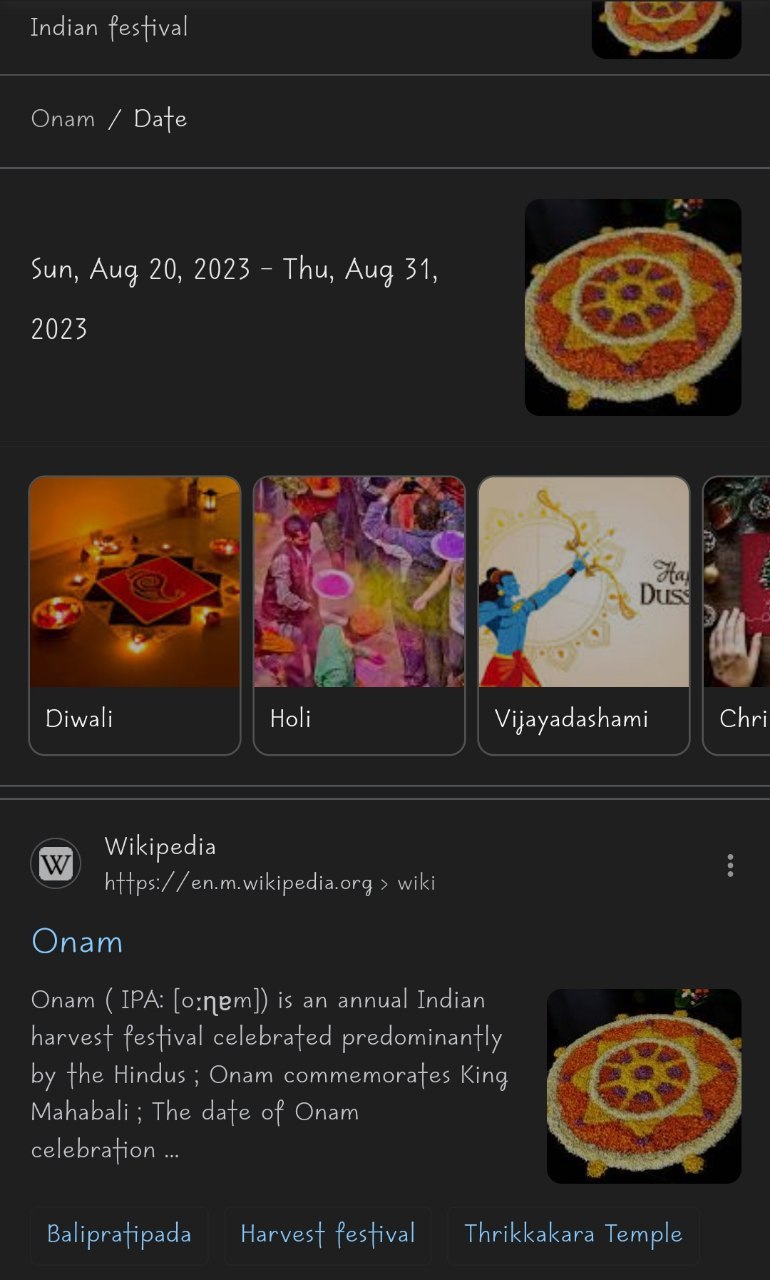 Indian festival
Onam / Date
Sun, Aug 20, 2023 – Thu, Aug 31,
2023
Diwali
Holi
Vijayadashami
Chri
Wikipedia
https://en.m.wikipedia.org › wiki
Onam
Onam ( IPA: [oːɳɐm]) is an annual Indian
harvest festival celebrated predominantly
by the Hindus ; Onam commemorates King
Mahabali ; The date of Onam
celebration ...
Balipratipada
Harvest festival
Thrikkakara Temple